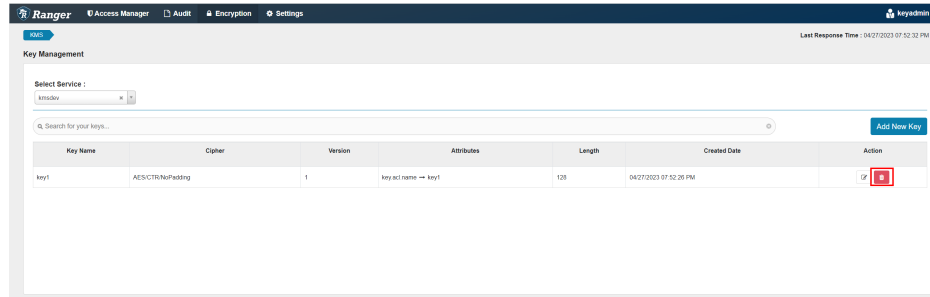 Ranger Access Manager Audit Encryption Settings keyadmin
KMS Last Response Time : 04/27/2023 07:52:32 PM
Key Management
Select Service :
kmsdev
Search for your keys... Add New Key
Key Name Cipher Version Attributes Length Created Date Action
key1 AES/CTR/NoPadding 1 key.acl.name → key1 128 04/27/2023 07:52:26 PM